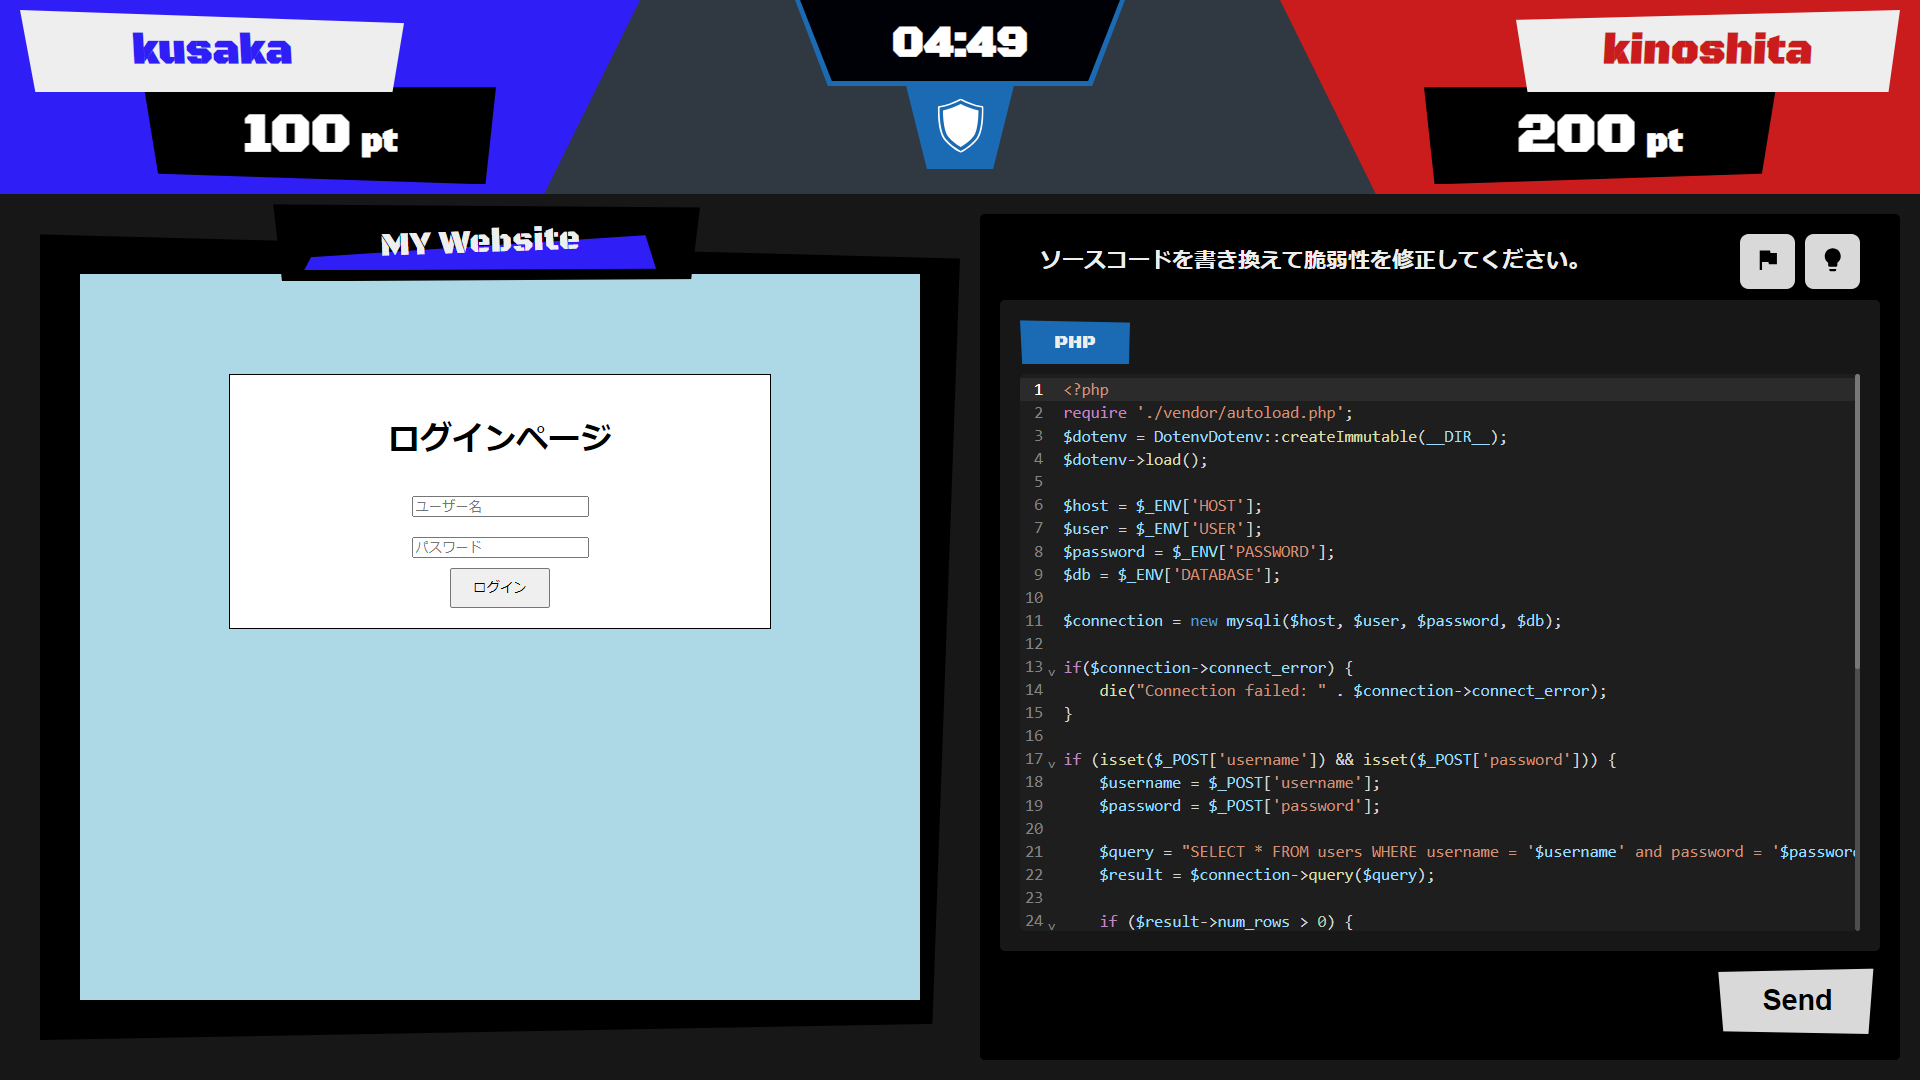 kusaka
100 pt
04:49
kinoshita
200 pt
MY Website
ログインページ
ユーザー名
パスワード
ログイン
ソースコードを書き換えて脆弱性を修正してください。
PHP
1 <?php
2 require './vendor/autoload.php';
3 $dotenv = DotenvDotenv::createImmutable(__DIR__);
4 $dotenv->load();
5
6 $host = $_ENV['HOST'];
7 $user = $_ENV['USER'];
8 $password = $_ENV['PASSWORD'];
9 $db = $_ENV['DATABASE'];
10
11 $connection = new mysqli($host, $user, $password, $db);
12
13 if($connection->connect_error) {
14     die("Connection failed: " . $connection->connect_error);
15 }
16
17 if (isset($_POST['username']) && isset($_POST['password'])) {
18     $username = $_POST['username'];
19     $password = $_POST['password'];
20
21     $query = "SELECT * FROM users WHERE username = '$username' and password = '$passwor
22     $result = $connection->query($query);
23
24     if ($result->num_rows > 0) {
Send